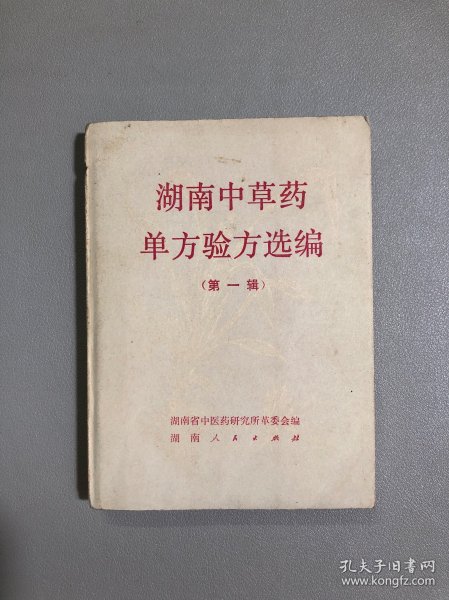 湖南中草药
单方验方选编
（第一辑）
湖南省中医药研究所革委会编
湖南人民出版社
孔夫子旧书网
www.kongfz.com